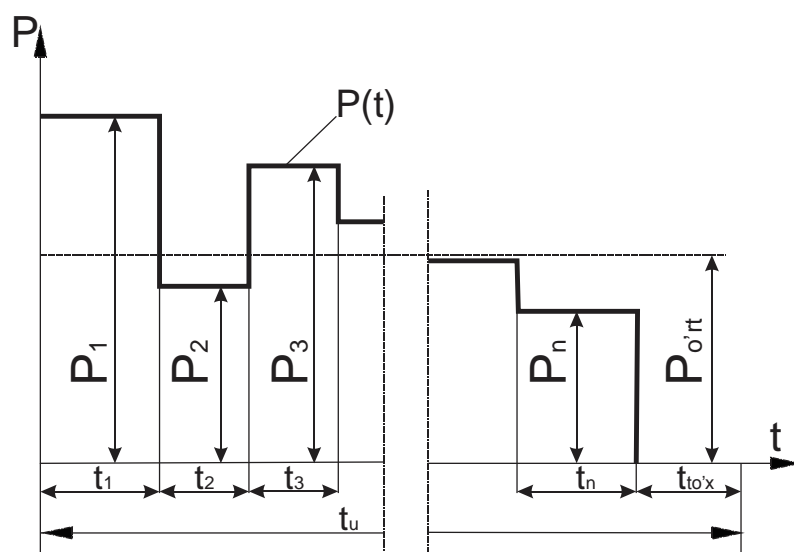 P
P(t)
P₁
P₂
P₃
Pₙ
Pₒ'ᵣₜ
t
t₁
t₂
t₃
tₙ
tₜₒ'ₓ
tᵤ